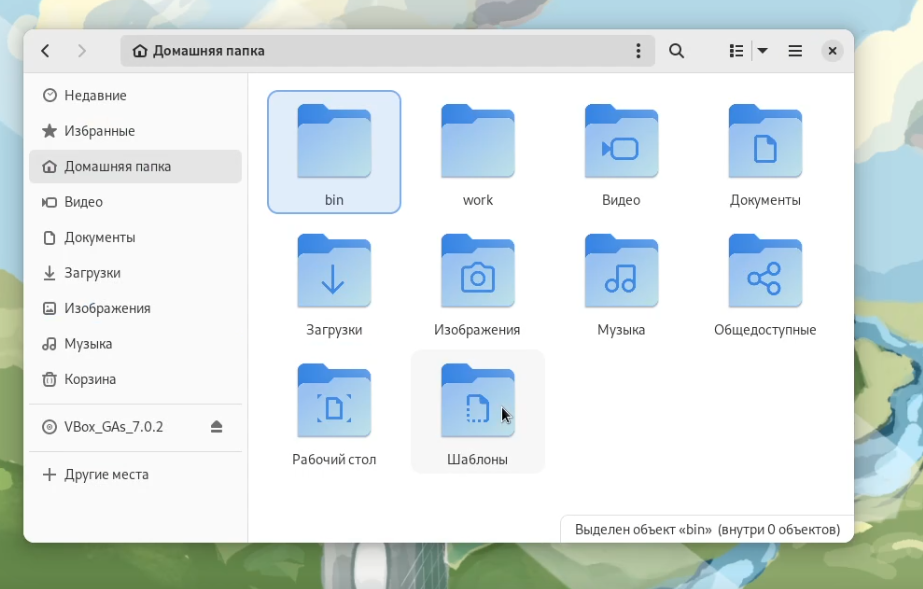 Домашняя папка
Недавние
Избранные
Домашняя папка
Видео
Документы
Загрузки
Изображения
Музыка
Корзина
VBox_GAs_7.0.2
Другие места
bin
work
Видео
Документы
Загрузки
Изображения
Музыка
Общедоступные
Рабочий стол
Шаблоны
Выделен объект «bin» (внутри 0 объектов)